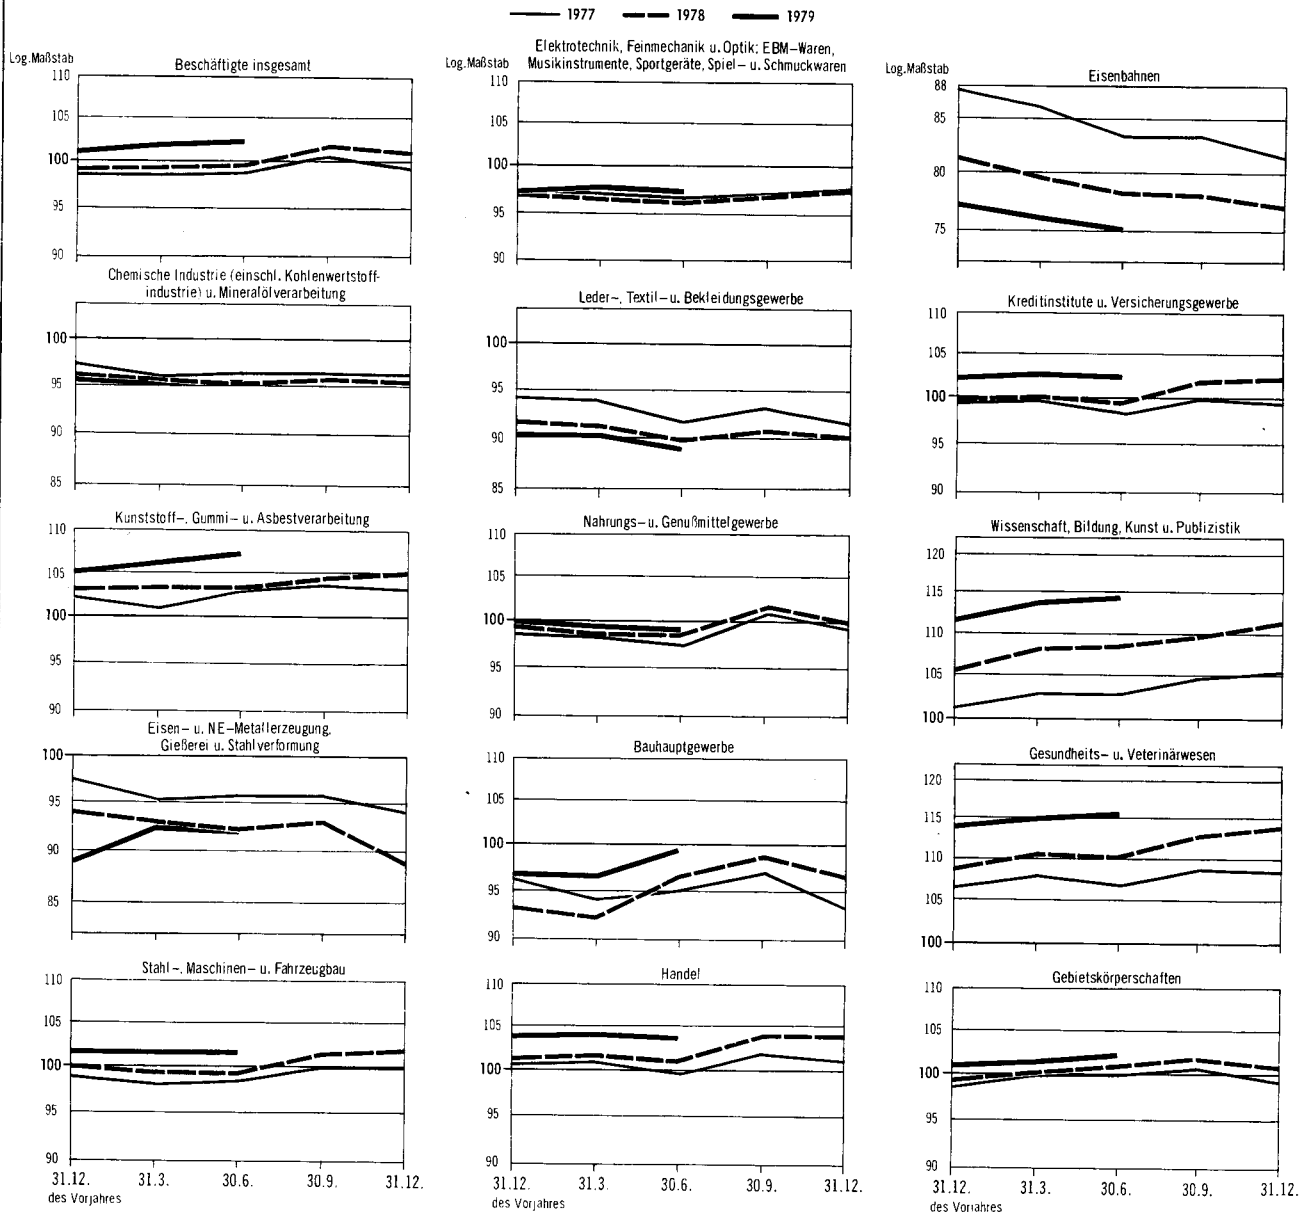 1977 1978 1979
Log.Maßstab
Beschäftigte insgesamt
110
105
100
95
90
Chemische Industrie (einschl. Kohlenwertstoff-
industrie) u. Mineralölverarbeitung
100
95
90
85
Kunststoff-, Gummi- u. Asbestverarbeitung
110
105
100
95
90
Eisen- u. NE-Metallerzeugung,
Gießerei u. Stahlverformung
100
95
90
85
Stahl-, Maschinen- u. Fahrzeugbau
110
105
100
95
90
31.12. 31.3. 30.6. 30.9. 31.12.
des Vorjahres
Log.Maßstab
Elektrotechnik, Feinmechanik u. Optik; EBM-Waren,
Musikinstrumente, Sportgeräte, Spiel- u. Schmuckwaren
110
105
100
95
90
Leder-, Textil- u. Bekleidungsgewerbe
100
95
90
85
Nahrungs- u. Genußmittelgewerbe
110
105
100
95
90
Bauhauptgewerbe
110
105
100
95
90
Handel
110
105
100
95
90
31.12. 31.3. 30.6. 30.9. 31.12.
des Vorjahres
Log.Maßstab
Eisenbahnen
88
85
80
75
Kreditinstitute u. Versicherungsgewerbe
110
105
100
95
90
Wissenschaft, Bildung, Kunst u. Publizistik
120
115
110
105
100
Gesundheits- u. Veterinärwesen
120
115
110
105
100
Gebietskörperschaften
110
105
100
95
90
31.12. 31.3. 30.6. 30.9. 31.12.
des Vorjahres